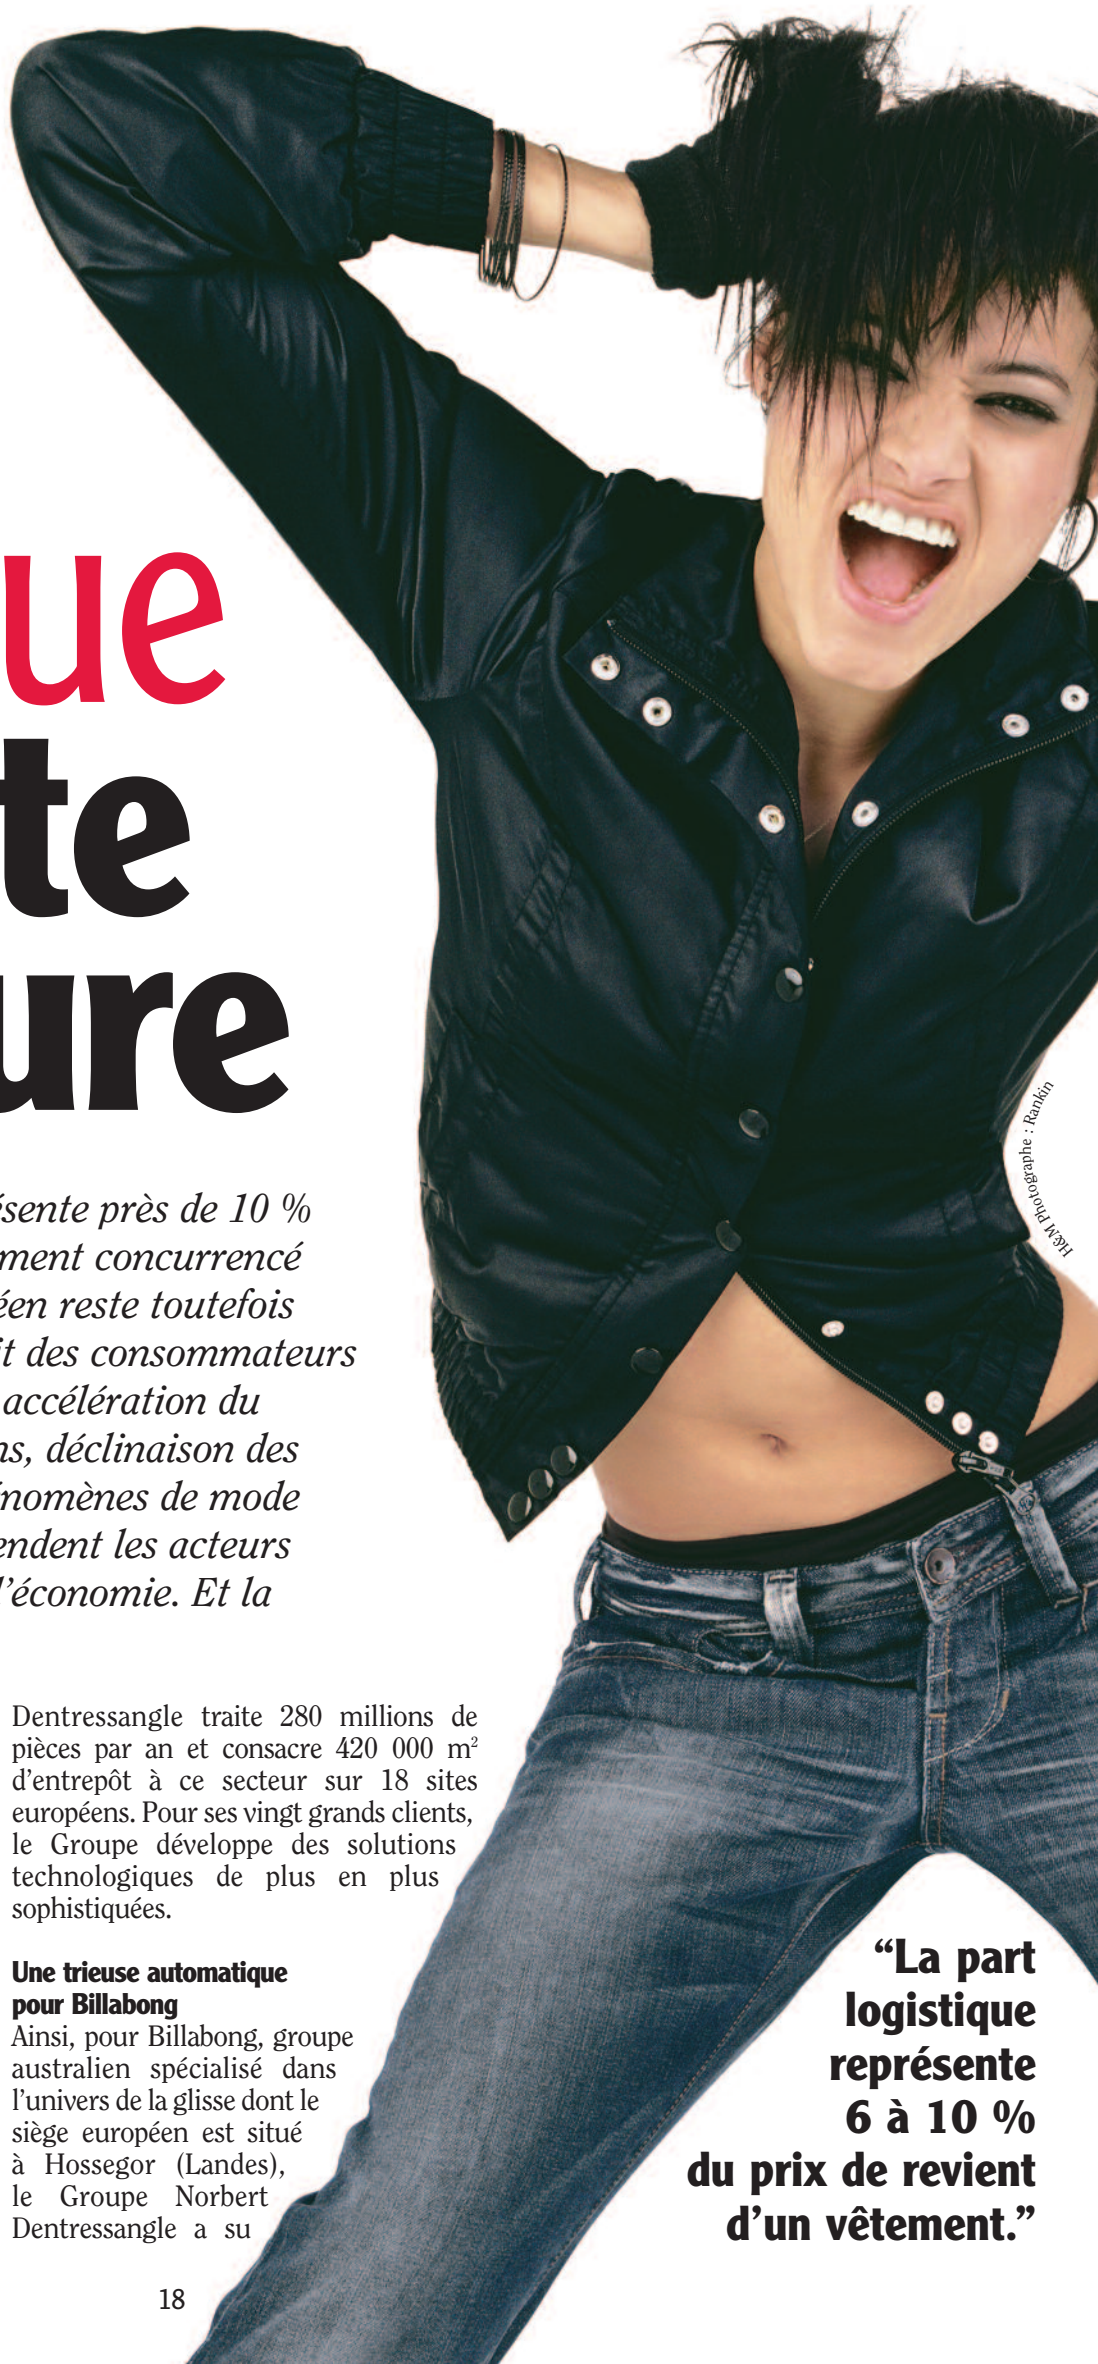 ue
te
ure
ésente près de 10 %
ment concurrencé
éen reste toutefois
it des consommateurs
accélération du
ns, déclinaison des
énomènes de mode
endent les acteurs
l’économie. Et la
Dentressangle traite 280 millions de
pièces par an et consacre 420 000 m²
d’entrepôt à ce secteur sur 18 sites
européens. Pour ses vingt grands clients,
le Groupe développe des solutions
technologiques de plus en plus
sophistiquées.
Une trieuse automatique
pour Billabong
Ainsi, pour Billabong, groupe
australien spécialisé dans
l’univers de la glisse dont le
siège européen est situé
à Hossegor (Landes),
le Groupe Norbert
Dentressangle a su
H&M Photographe : Rankin
“La part
logistique
représente
6 à 10 %
du prix de revient
d’un vêtement.”
18